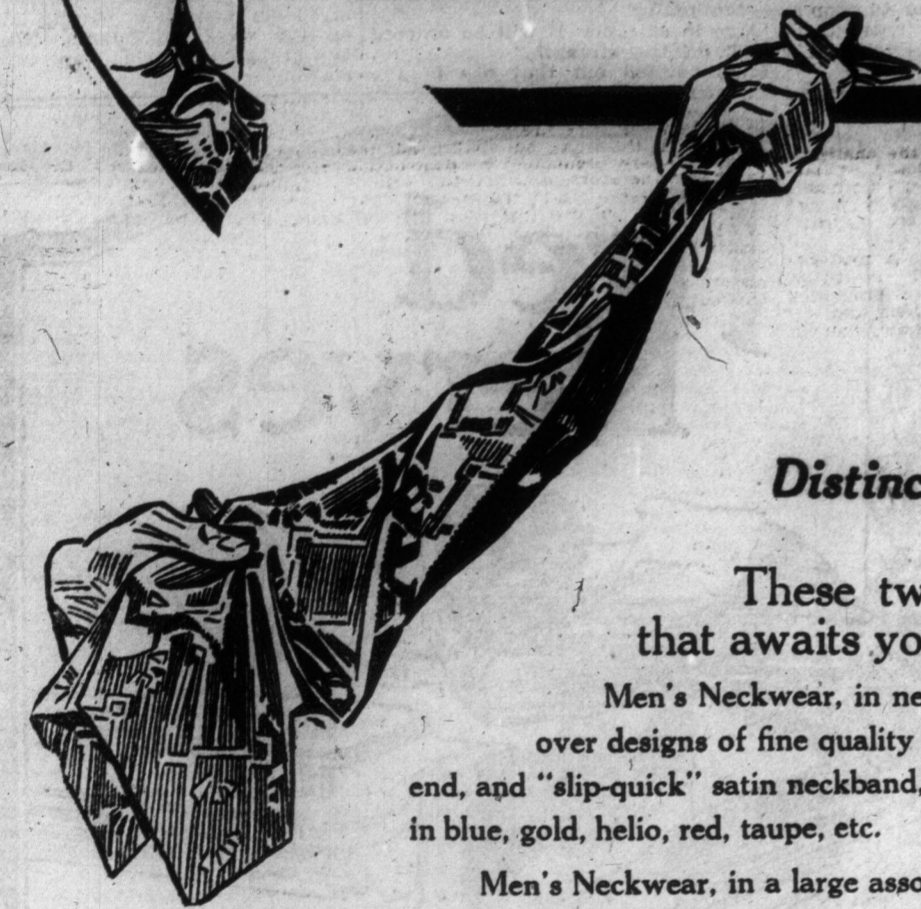 Distinc
These tw
that awaits yo
Men's Neckwear, in ne
over designs of fine quality
end, and "slip-quick" satin neckband,
in blue, gold, helio, red, taupe, etc.
Men's Neckwear, in a large asso